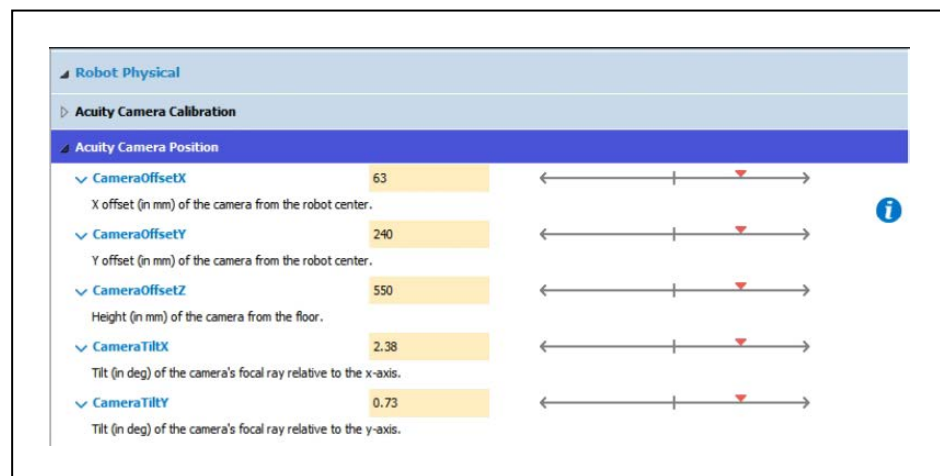 Robot Physical
Acuity Camera Calibration
Acuity Camera Position
CameraOffsetX 63
X offset (in mm) of the camera from the robot center.
CameraOffsetY 240
Y offset (in mm) of the camera from the robot center.
CameraOffsetZ 550
Height (in mm) of the camera from the floor.
CameraTiltX 2.38
Tilt (in deg) of the camera's focal ray relative to the x-axis.
CameraTiltY 0.73
Tilt (in deg) of the camera's focal ray relative to the y-axis.